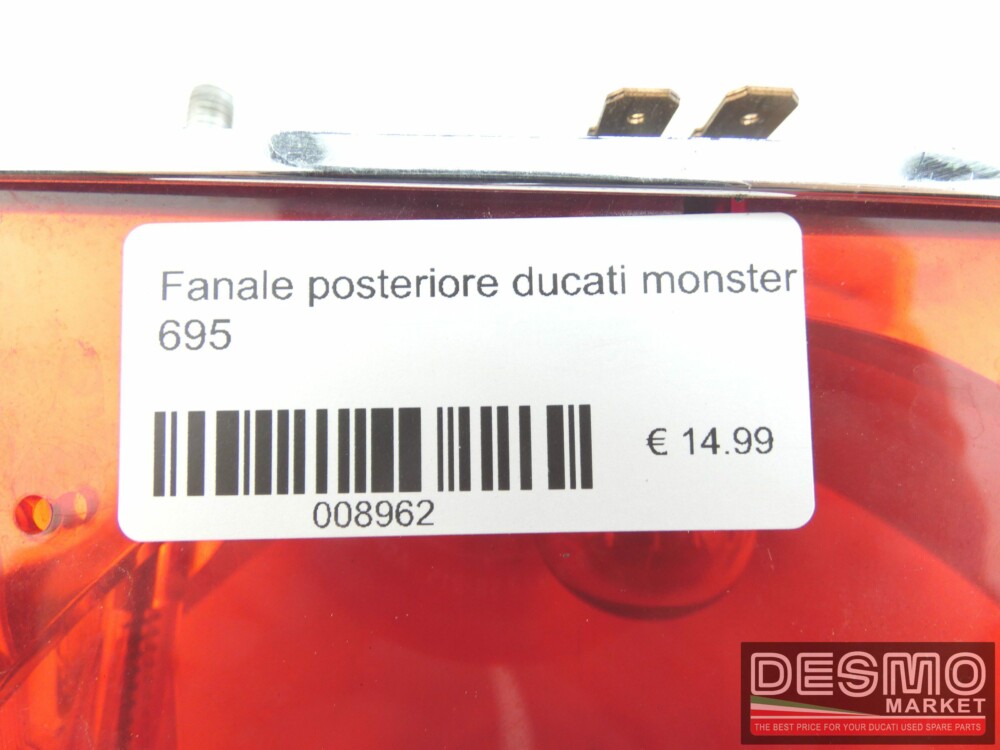 Fanale posteriore ducati monster
695
€ 14.99
008962
DESMO
MARKET
THE BEST PRICE FOR YOUR DUCATI USED SPARE PARTS